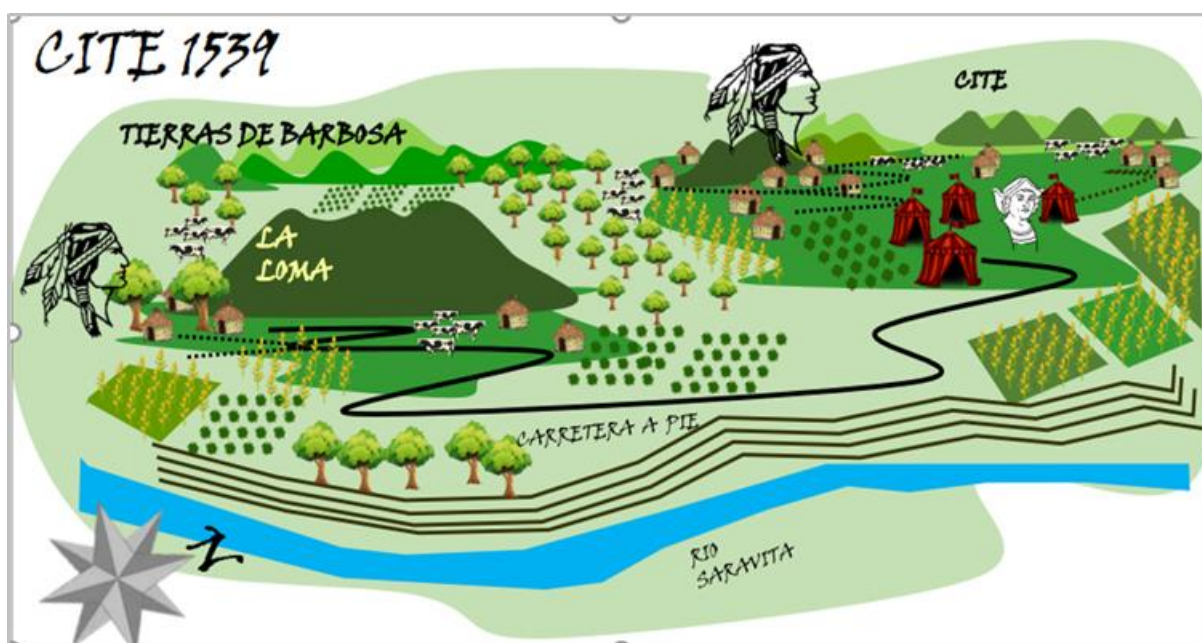 CITE 1539
CITE
TIERRAS DE BARBOSA
LA
LOMA
CARRETERA A PIE
RIO
SARAVITA
N